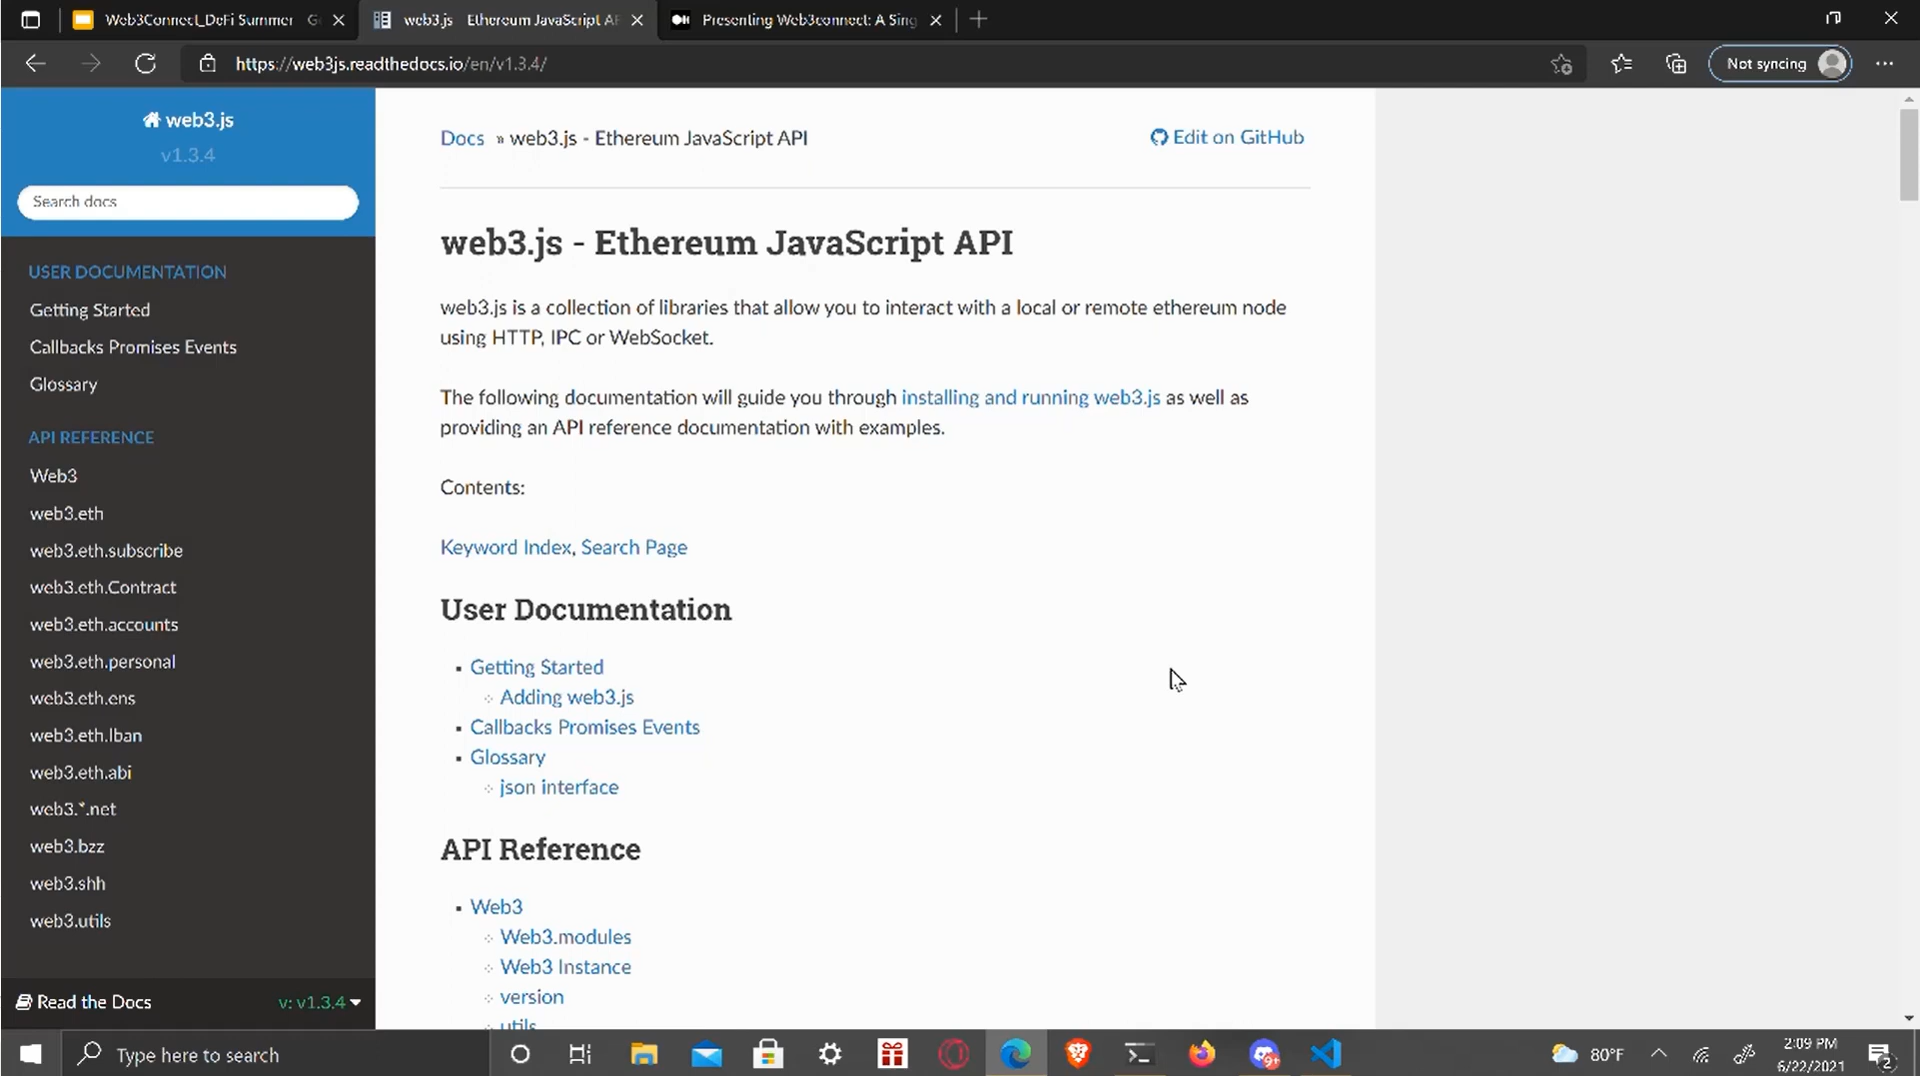 Web3Connect_DeFi Summer G
web3.js Ethereum JavaScript AP
Presenting Web3connect: A Sing
https://web3js.readthedocs.io/en/v1.3.4/
Not syncing
web3.js
v1.3.4
Search docs
USER DOCUMENTATION
Getting Started
Callbacks Promises Events
Glossary
API REFERENCE
Web3
web3.eth
web3.eth.subscribe
web3.eth.Contract
web3.eth.accounts
web3.eth.personal
web3.eth.ens
web3.eth.Iban
web3.eth.abi
web3.*.net
web3.bzz
web3.shh
web3.utils
Read the Docs
v: v1.3.4
Docs » web3.js - Ethereum JavaScript API
Edit on GitHub
web3.js - Ethereum JavaScript API
web3.js is a collection of libraries that allow you to interact with a local or remote ethereum node
using HTTP, IPC or WebSocket.
The following documentation will guide you through installing and running web3.js as well as
providing an API reference documentation with examples.
Contents:
Keyword Index, Search Page
User Documentation
Getting Started
Adding web3.js
Callbacks Promises Events
Glossary
json interface
API Reference
Web3
Web3.modules
Web3 Instance
version
utils
Type here to search
9+
80°F
2:09 PM
6/22/2021
2